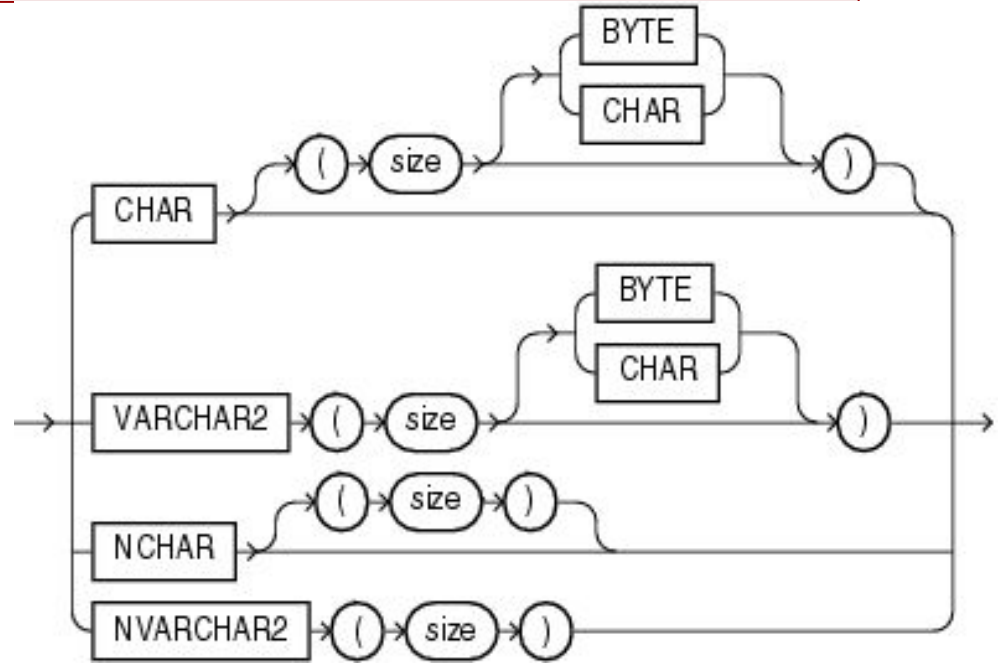 BYTE
CHAR
( size )
CHAR
BYTE
CHAR
VARCHAR2 ( size )
( size )
NCHAR
NVARCHAR2 ( size )